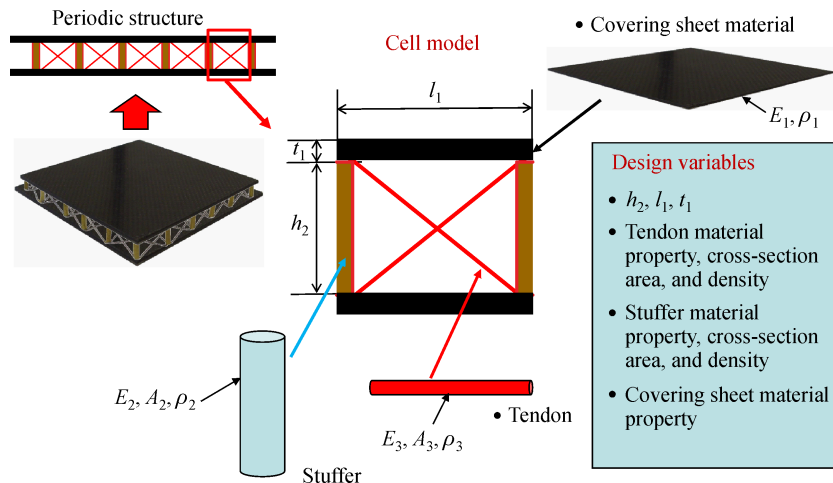 Periodic structure
Cell model
• Covering sheet material
l₁
E₁, ρ₁
t₁
h₂
Design variables
• h₂, l₁, t₁
• Tendon material
property, cross-section
area, and density
• Stuffer material
property, cross-section
area, and density
• Covering sheet material
property
E₂, A₂, ρ₂
• Tendon
E₃, A₃, ρ₃
Stuffer